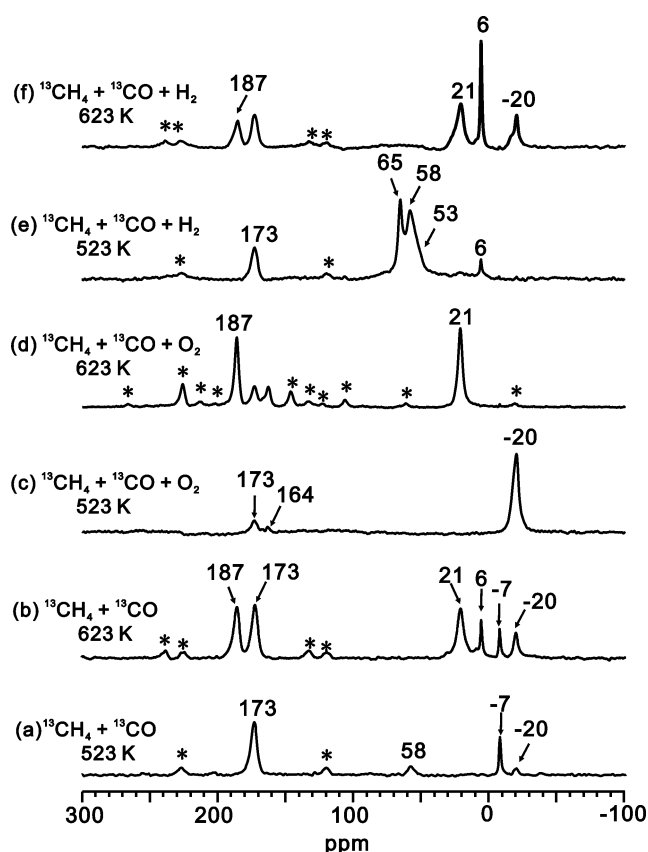 6
187
21
-20
(f) ¹³CH₄ + ¹³CO + H₂
623 K
** **
65
58
53
(e) ¹³CH₄ + ¹³CO + H₂
523 K
173
6
* *
187
21
(d) ¹³CH₄ + ¹³CO + O₂
623 K
* * * * * * * * * *
-20
(c) ¹³CH₄ + ¹³CO + O₂
523 K
173
164
187
173
21
6
-7
-20
(b) ¹³CH₄ + ¹³CO
623 K
* * * *
173
-7
-20
(a) ¹³CH₄ + ¹³CO
523 K
* *
58
300 200 100 0 -100
ppm